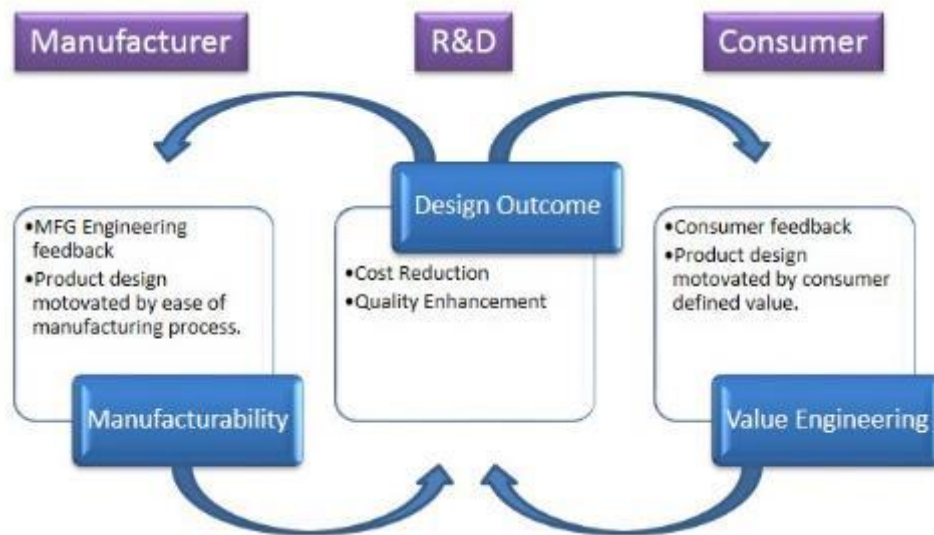 Manufacturer
R&D
Consumer
Design Outcome
•MFG Engineering
feedback
•Product design
motovated by ease of
manufacturing process.
Manufacturability
•Cost Reduction
•Quality Enhancement
•Consumer feedback
•Product design
motovated by consumer
defined value.
Value Engineering